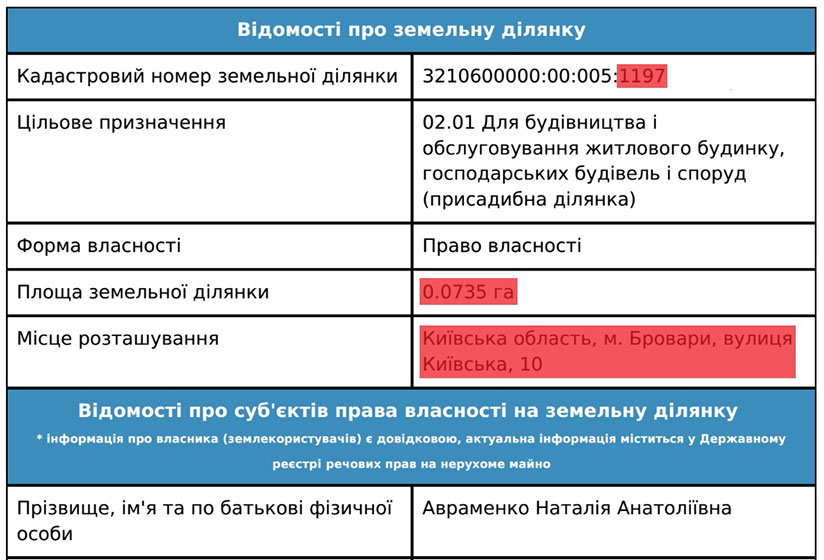 Відомості про земельну ділянку
Кадастровий номер земельної ділянки
3210600000:00:005:1197
Цільове призначення
02.01 Для будівництва і
обслуговування житлового будинку,
господарських будівель і споруд
(присадибна ділянка)
Форма власності
Право власності
Площа земельної ділянки
0.0735 га
Місце розташування
Київська область, м. Бровари, вулиця
Київська, 10
Відомості про суб'єктів права власності на земельну ділянку
* інформація про власника (землекористувачів) є довідковою, актуальна інформація міститься у Державному
реєстрі речових прав на нерухоме майно
Прізвище, ім'я та по батькові фізичної
особи
Авраменко Наталія Анатоліївна